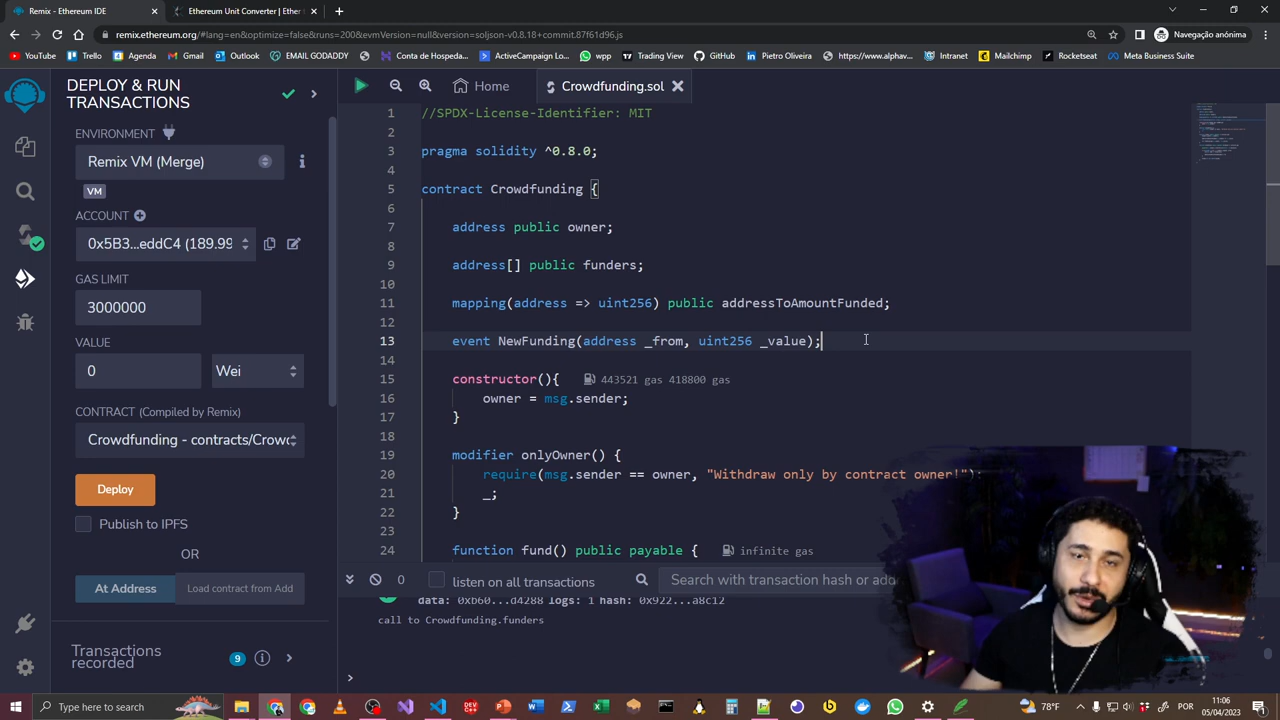 Remix - Ethereum IDE
Ethereum Unit Converter | Ether
remix.ethereum.org/#lang=en&optimize=false&runs=200&evmVersion=null&version=soljson-v0.8.18+commit.87f61d96.js
Navegação anónima
YouTube
Trello
Agenda
EVM Conta de Hospeda...
ActiveCampaign Log...
wpp
Trading View
GitHub
Pietro Oliveira
https://www.alphav...
Intranet
Mailchimp
Rocketseat
Meta Business Suite
DEPLOY & RUN
TRANSACTIONS
ENVIRONMENT
Remix VM (Merge)
VM
ACCOUNT
0x5B3...eddC4 (189.99
GAS LIMIT
3000000
VALUE
0
Wei
CONTRACT (Compiled by Remix)
Crowdfunding - contracts/Crowd
Deploy
Publish to IPFS
OR
At Address
Load contract from Add
Transactions
recorded
9
Home
Crowdfunding.sol
1 //SPDX-License-Identifier: MIT
2
3 pragma solidity ^0.8.0;
4
5 contract Crowdfunding {
6
7 address public owner;
8
9 address[] public funders;
10
11 mapping(address => uint256) public addressToAmountFunded;
12
13 event NewFunding(address _from, uint256 _value);
14
15 constructor(){ 443521 gas 418800 gas
16 owner = msg.sender;
17 }
18
19 modifier onlyOwner() {
20 require(msg.sender == owner, "Withdraw only by contract owner!");
21 _;
22 }
23
24 function fund() public payable { infinite gas
0
listen on all transactions
Search with transaction hash or add
data: 0xb60...d4288 logs: 1 hash: 0x922...a8c12
call to Crowdfunding.funders
>
Type here to search
POR
11:06
05/04/2023